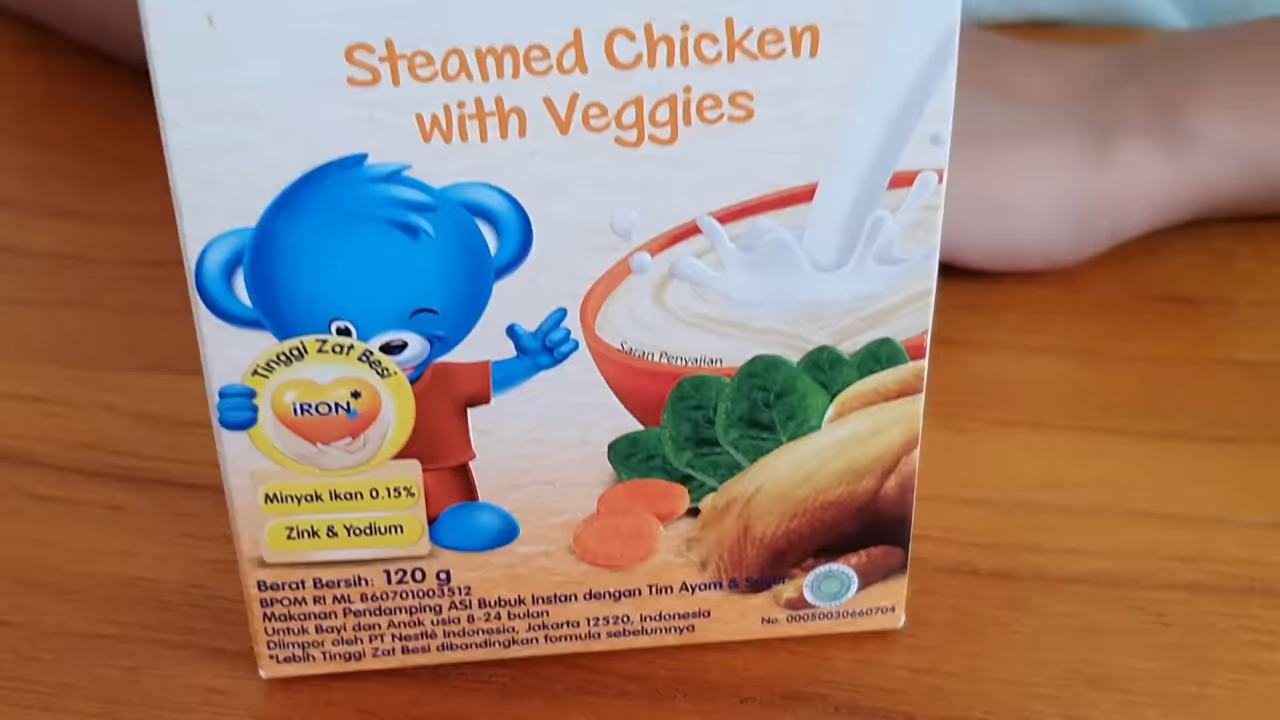 Steamed Chicken
with Veggies
Saran Penyajian
Tinggi Zat Besi
iRON*
Minyak Ikan 0.15%
Zink & Yodium
Berat Bersih: 120 g
BPOM RI ML 860701003512
Makanan Pendamping ASI Bubuk Instan dengan Tim Ayam & Sayur
Untuk Bayi dan Anak usia 8-24 bulan
Diimpor oleh PT Nestlé Indonesia, Jakarta 12520, Indonesia
*Lebih Tinggi Zat Besi dibandingkan formula sebelumnya
No. 00050030660704